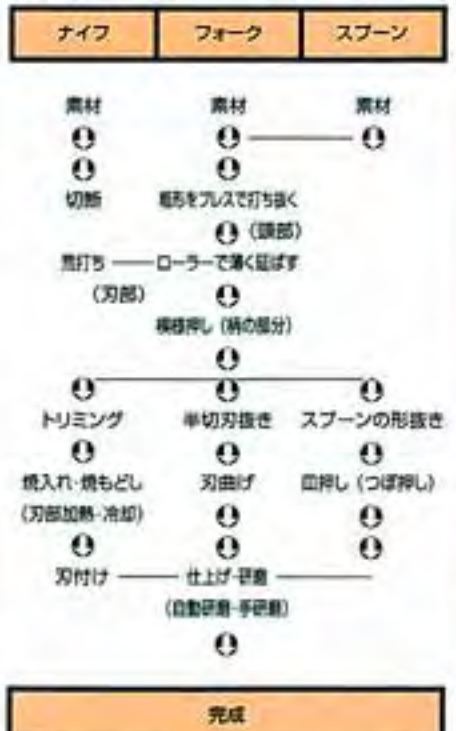 ナイフ フォーク スプーン
素材 素材 素材
切断 粗形をプレスで打ち抜く
(頭部)
荒打ち ローラーで薄く延ばす
(刃部)
模様押し (柄の部分)
トリミング 半切刃抜き スプーンの形抜き
焼入れ・焼もどし 刃曲げ 皿押し (つぼ押し)
(刃部加熱・冷却)
刃付け 仕上げ・研磨
(自動研磨・手研磨)
完成